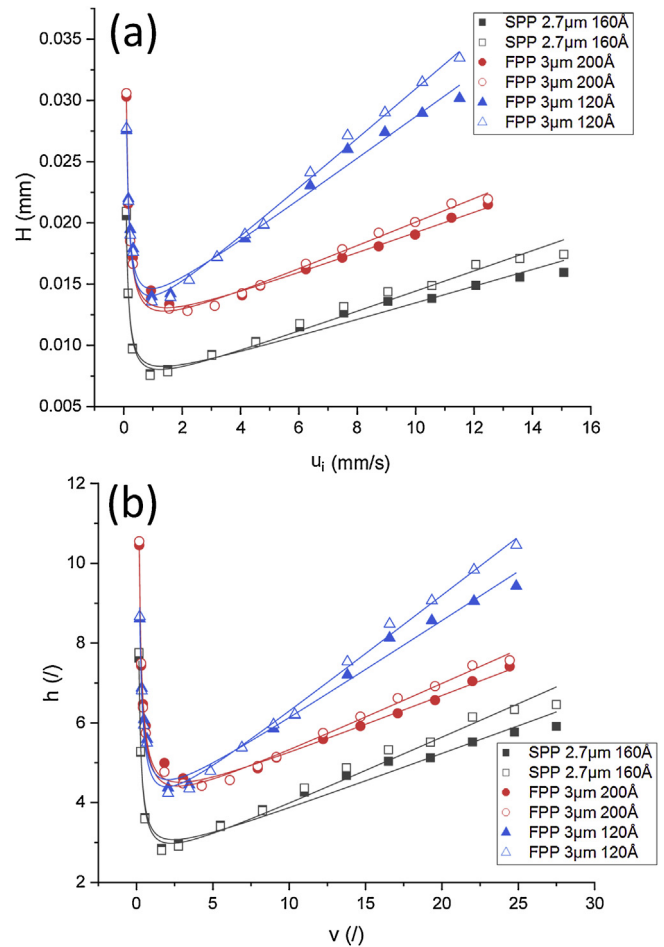 (a)
SPP 2.7µm 160Å
SPP 2.7µm 160Å
FPP 3µm 200Å
FPP 3µm 200Å
FPP 3µm 120Å
FPP 3µm 120Å
0.035
0.030
0.025
0.020
0.015
0.010
0.005
H (mm)
0 2 4 6 8 10 12 14 16
uᵢ (mm/s)
(b)
12
10
8
6
4
2
h (/)
SPP 2.7µm 160Å
SPP 2.7µm 160Å
FPP 3µm 200Å
FPP 3µm 200Å
FPP 3µm 120Å
FPP 3µm 120Å
0 5 10 15 20 25 30
v (/)